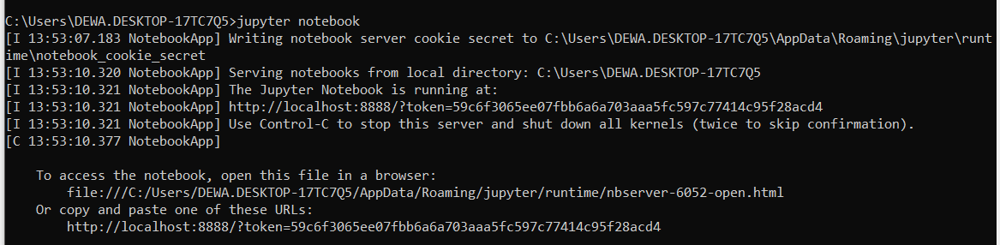 C:\Users\DEWA.DESKTOP-17TC7Q5>jupyter notebook
[I 13:53:07.183 NotebookApp] Writing notebook server cookie secret to C:\Users\DEWA.DESKTOP-17TC7Q5\AppData\Roaming\jupyter\runt
ime\notebook_cookie_secret
[I 13:53:10.320 NotebookApp] Serving notebooks from local directory: C:\Users\DEWA.DESKTOP-17TC7Q5
[I 13:53:10.321 NotebookApp] The Jupyter Notebook is running at:
[I 13:53:10.321 NotebookApp] http://localhost:8888/?token=59c6f3065ee07fbb6a6a703aaa5fc597c77414c95f28acd4
[I 13:53:10.321 NotebookApp] Use Control-C to stop this server and shut down all kernels (twice to skip confirmation).
[C 13:53:10.377 NotebookApp]
To access the notebook, open this file in a browser:
file:///C:/Users/DEWA.DESKTOP-17TC7Q5/AppData/Roaming/jupyter/runtime/nbserver-6052-open.html
Or copy and paste one of these URLs:
http://localhost:8888/?token=59c6f3065ee07fbb6a6a703aaa5fc597c77414c95f28acd4